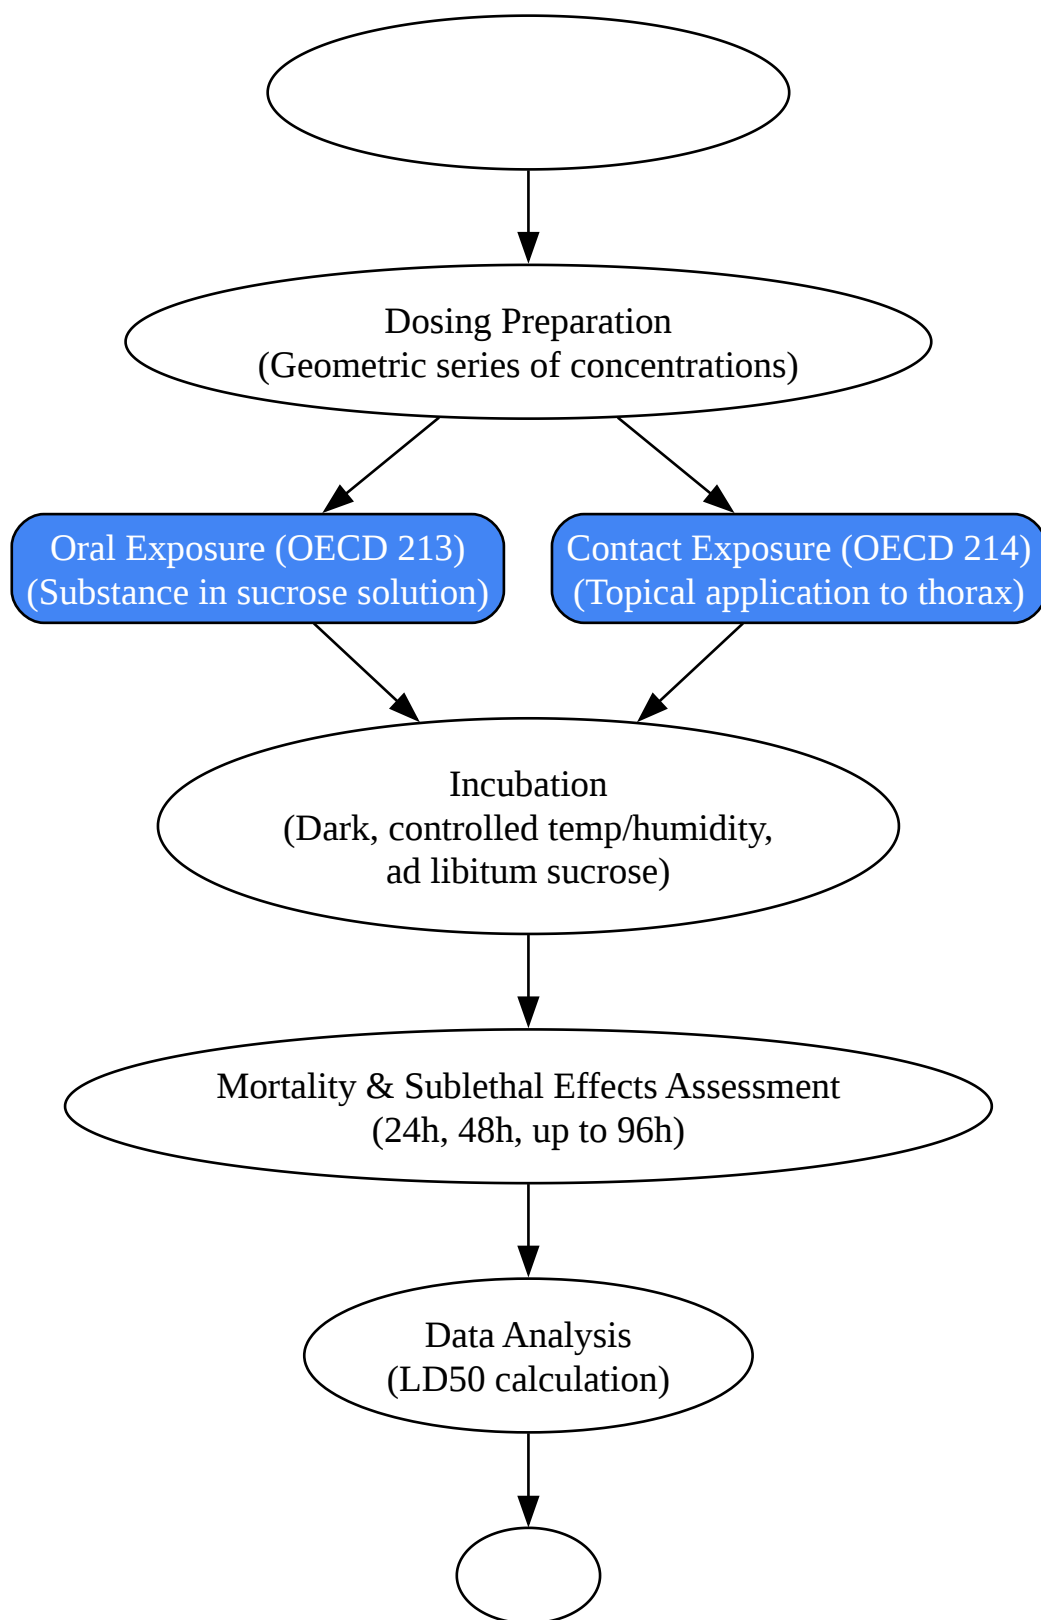 Dosing Preparation
(Geometric series of concentrations)
Oral Exposure (OECD 213)
(Substance in sucrose solution)
Contact Exposure (OECD 214)
(Topical application to thorax)
Incubation
(Dark, controlled temp/humidity,
ad libitum sucrose)
Mortality & Sublethal Effects Assessment
(24h, 48h, up to 96h)
Data Analysis
(LD50 calculation)